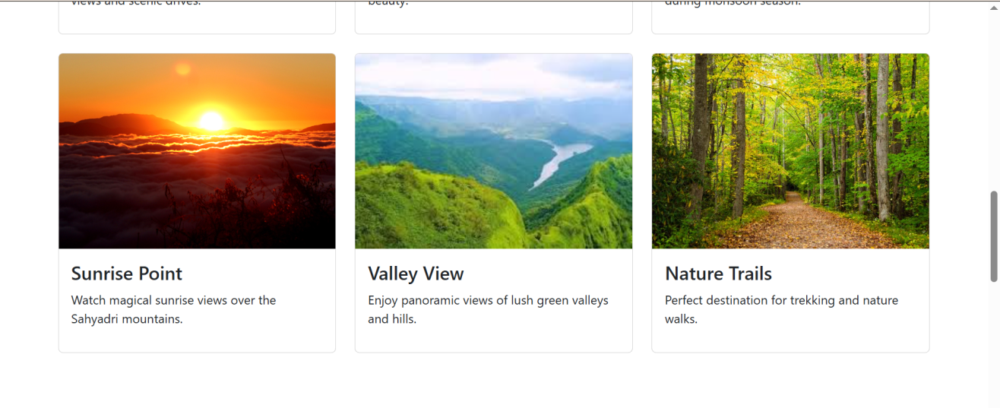 views and scenic drives.
beauty.
during monsoon season.
Sunrise Point
Watch magical sunrise views over the
Sahyadri mountains.
Valley View
Enjoy panoramic views of lush green valleys
and hills.
Nature Trails
Perfect destination for trekking and nature
walks.